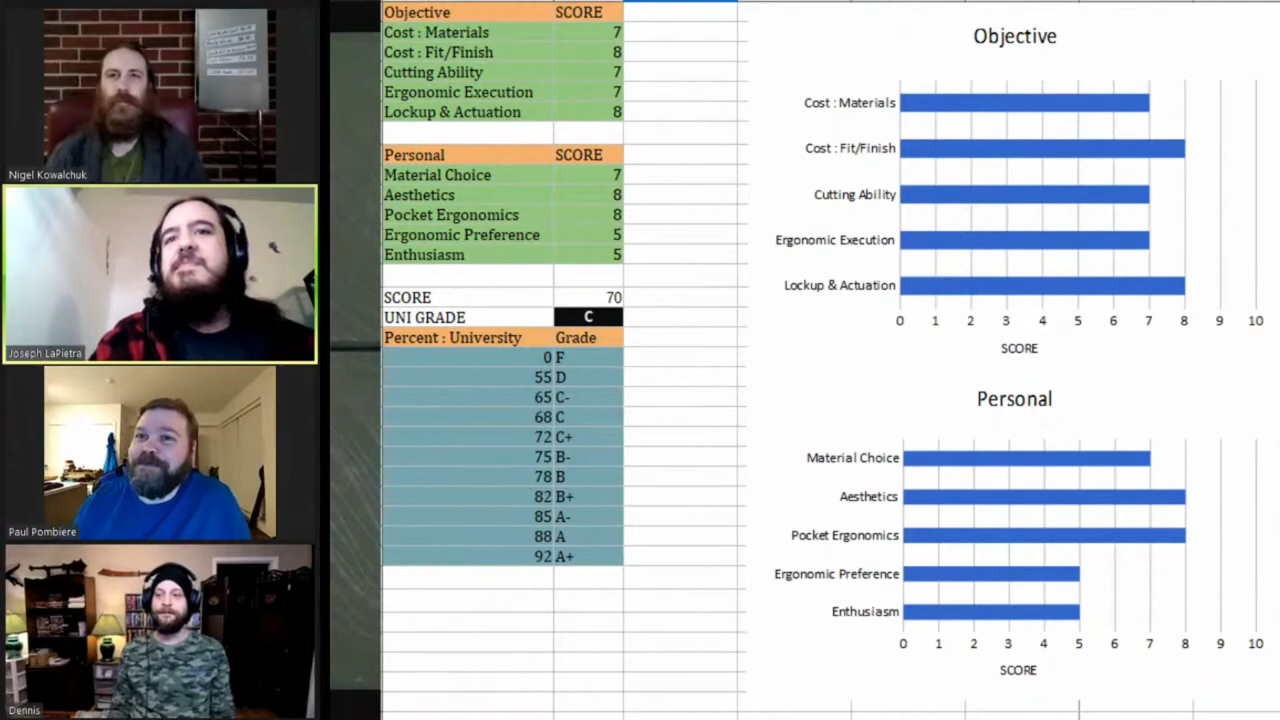 Nigel Kowalchuk
Joseph LaPietra
Paul Pombiere
Dennis
Objective SCORE
Cost : Materials 7
Cost : Fit/Finish 8
Cutting Ability 7
Ergonomic Execution 7
Lockup & Actuation 8
Personal SCORE
Material Choice 7
Aesthetics 8
Pocket Ergonomics 8
Ergonomic Preference 5
Enthusiasm 5
SCORE 70
UNI GRADE C
Percent : University Grade
0 F
55 D
65 C-
68 C
72 C+
75 B-
78 B
82 B+
85 A-
88 A
92 A+
Objective
Cost : Materials
Cost : Fit/Finish
Cutting Ability
Ergonomic Execution
Lockup & Actuation
0 1 2 3 4 5 6 7 8 9 10
SCORE
Personal
Material Choice
Aesthetics
Pocket Ergonomics
Ergonomic Preference
Enthusiasm
0 1 2 3 4 5 6 7 8 9 10
SCORE